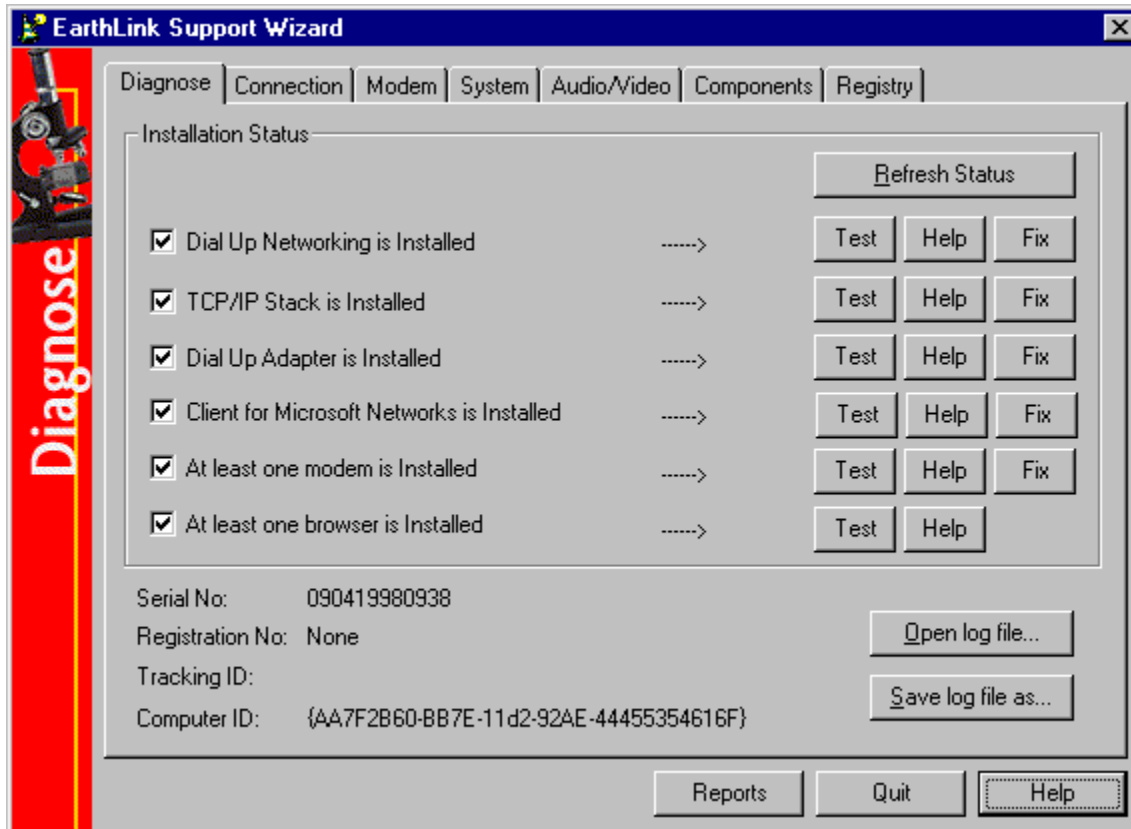 EarthLink Support Wizard
Diagnose Connection Modem System Audio/Video Components Registry
Installation Status
Refresh Status
Dial Up Networking is Installed -----> Test Help Fix
TCP/IP Stack is Installed -----> Test Help Fix
Dial Up Adapter is Installed -----> Test Help Fix
Client for Microsoft Networks is Installed -----> Test Help Fix
At least one modem is Installed -----> Test Help Fix
At least one browser is Installed -----> Test Help
Diagnose
Serial No: 090419980938
Registration No: None
Open log file...
Tracking ID:
Save log file as...
Computer ID: {AA7F2B60-BB7E-11d2-92AE-44455354616F}
Reports Quit Help